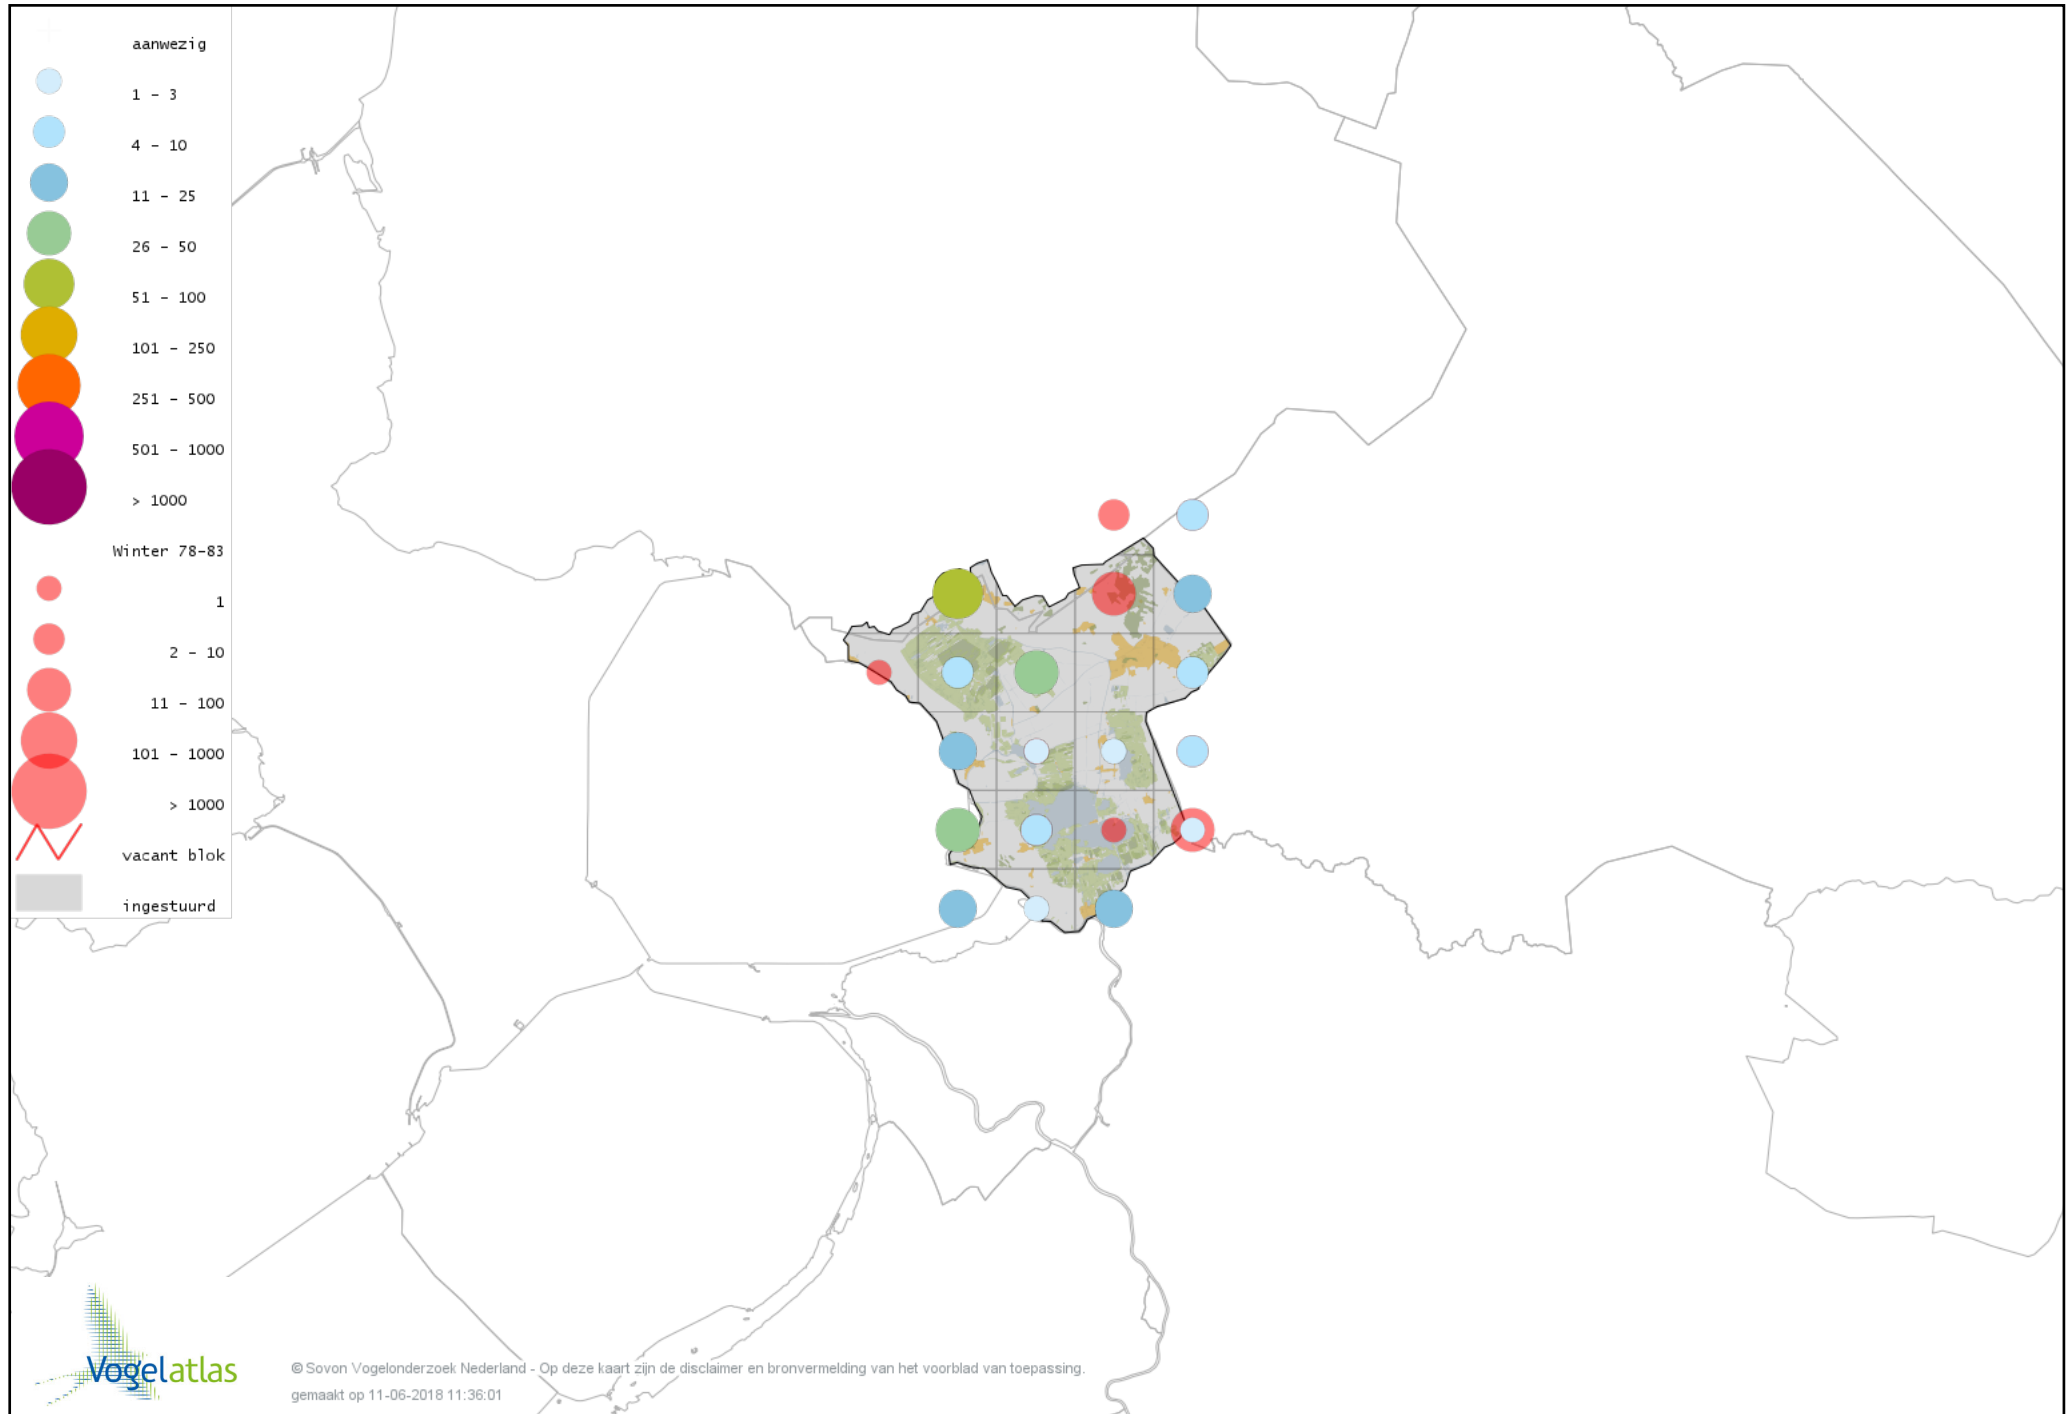 aanwezig
1 - 3
4 - 10
11 - 25
26 - 50
51 - 100
101 - 250
251 - 500
501 - 1000
> 1000
Winter 78-83
1
2 - 10
11 - 100
101 - 1000
> 1000
vacant blok
ingestuurd
Vogelatlas
© Sovon Vogelonderzoek Nederland - Op deze kaart zijn de disclaimer en bronvermelding van het voorblad van toepassing.
gemaakt op 11-06-2018 11:36:01